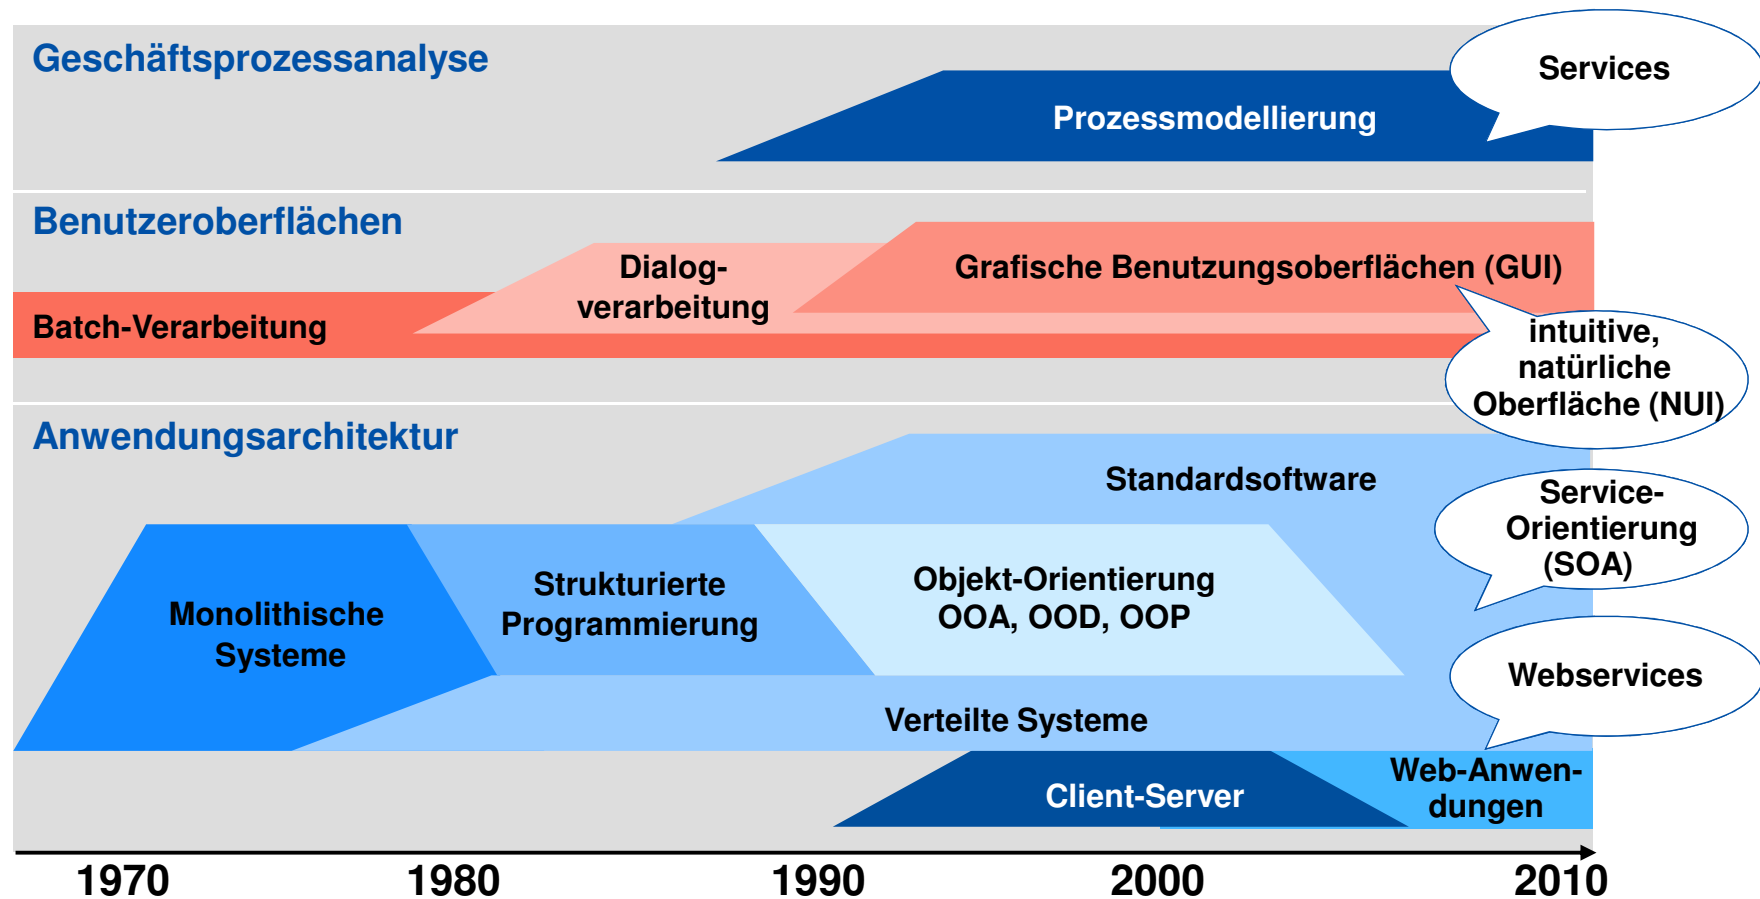 Geschäftsprozessanalyse
Services
Prozessmodellierung
Benutzeroberflächen
Dialog-
verarbeitung
Grafische Benutzungsoberflächen (GUI)
Batch-Verarbeitung
intuitive,
natürliche
Oberfläche (NUI)
Anwendungsarchitektur
Standardsoftware
Service-
Orientierung
(SOA)
Monolithische
Systeme
Strukturierte
Programmierung
Objekt-Orientierung
OOA, OOD, OOP
Webservices
Verteilte Systeme
Client-Server
Web-Anwen-
dungen
1970
1980
1990
2000
2010